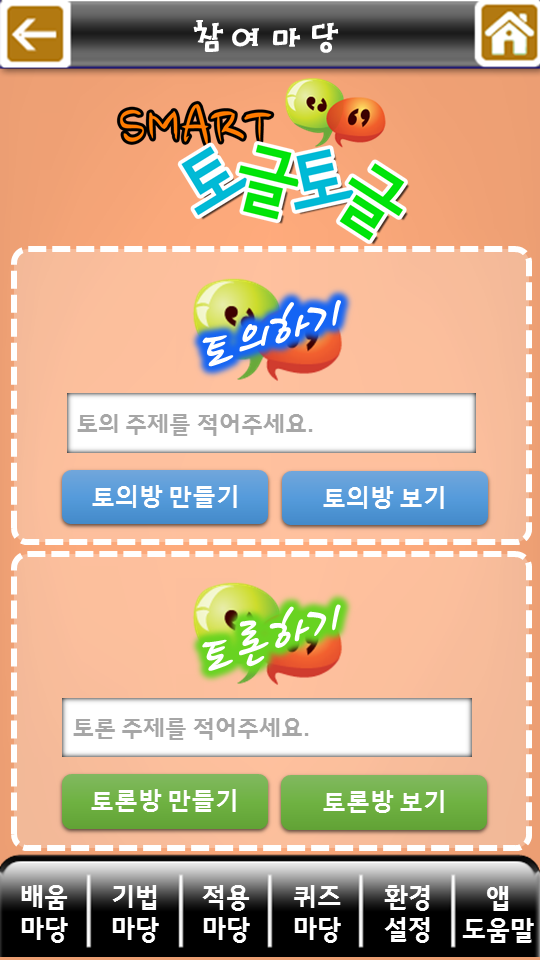 참여마당
SMART
토글토글
토의하기
토의 주제를 적어주세요.
토의방 만들기 토의방 보기
토론하기
토론 주제를 적어주세요.
토론방 만들기 토론방 보기
배움 마당 기법 마당 적용 마당 퀴즈 마당 환경 설정 앱 도움말